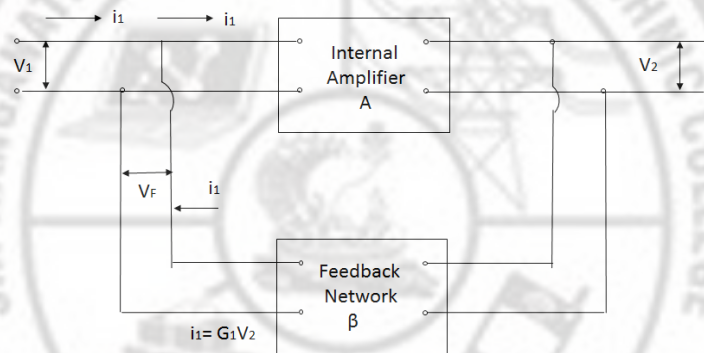 i1 i1
V1
Internal
Amplifier
A
V2
VF
i1
Feedback
Network
β
i1= G1V2